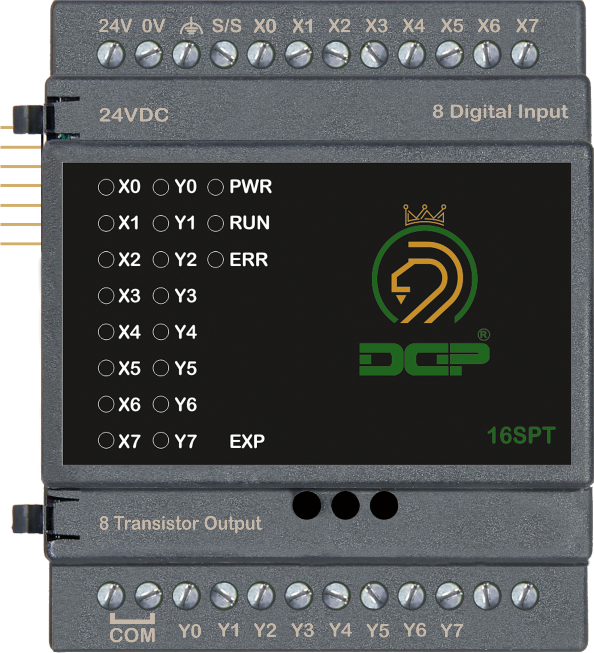 24V 0V S/S X0 X1 X2 X3 X4 X5 X6 X7
24VDC 8 Digital Input
X0 Y0 PWR
X1 Y1 RUN
X2 Y2 ERR
X3 Y3
X4 Y4
X5 Y5
X6 Y6
X7 Y7 EXP
DCP®
16SPT
8 Transistor Output
COM Y0 Y1 Y2 Y3 Y4 Y5 Y6 Y7